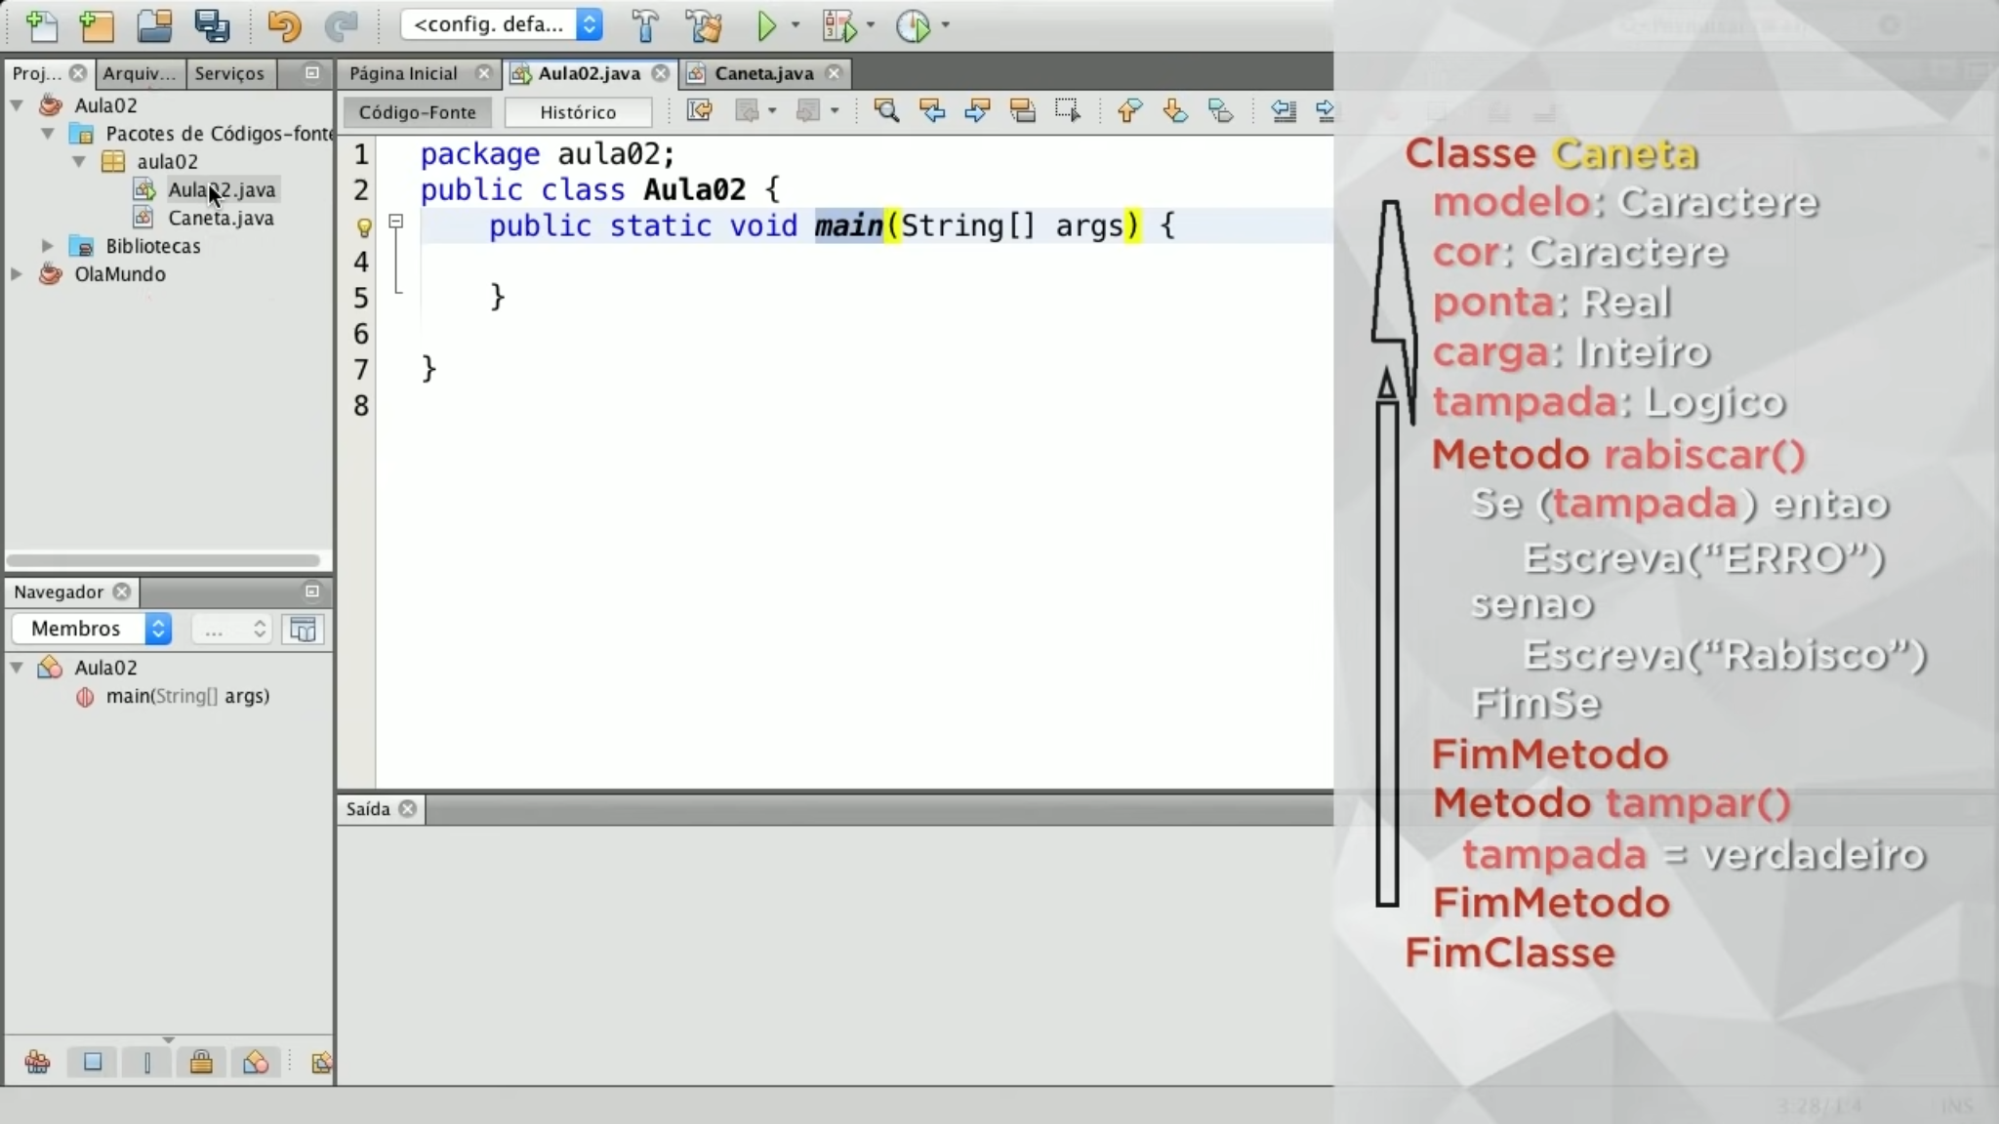 <config. defa...
Proj...
Arquiv...
Serviços
Página Inicial
Aula02.java
Caneta.java
Código-Fonte
Histórico
Aula02
Pacotes de Códigos-fonte
aula02
Aula02.java
Caneta.java
Bibliotecas
OlaMundo
1 package aula02;
2 public class Aula02 {
public static void main(String[] args) {
4
5 }
6
7 }
8
Navegador
Membros
...
Aula02
main(String[] args)
Saída
Classe Caneta
modelo: Caractere
cor: Caractere
ponta: Real
carga: Inteiro
tampada: Logico
Metodo rabiscar()
Se (tampada) entao
Escreva(“ERRO”)
senao
Escreva(“Rabisco”)
FimSe
FimMetodo
Metodo tampar()
tampada = verdadeiro
FimMetodo
FimClasse
INS